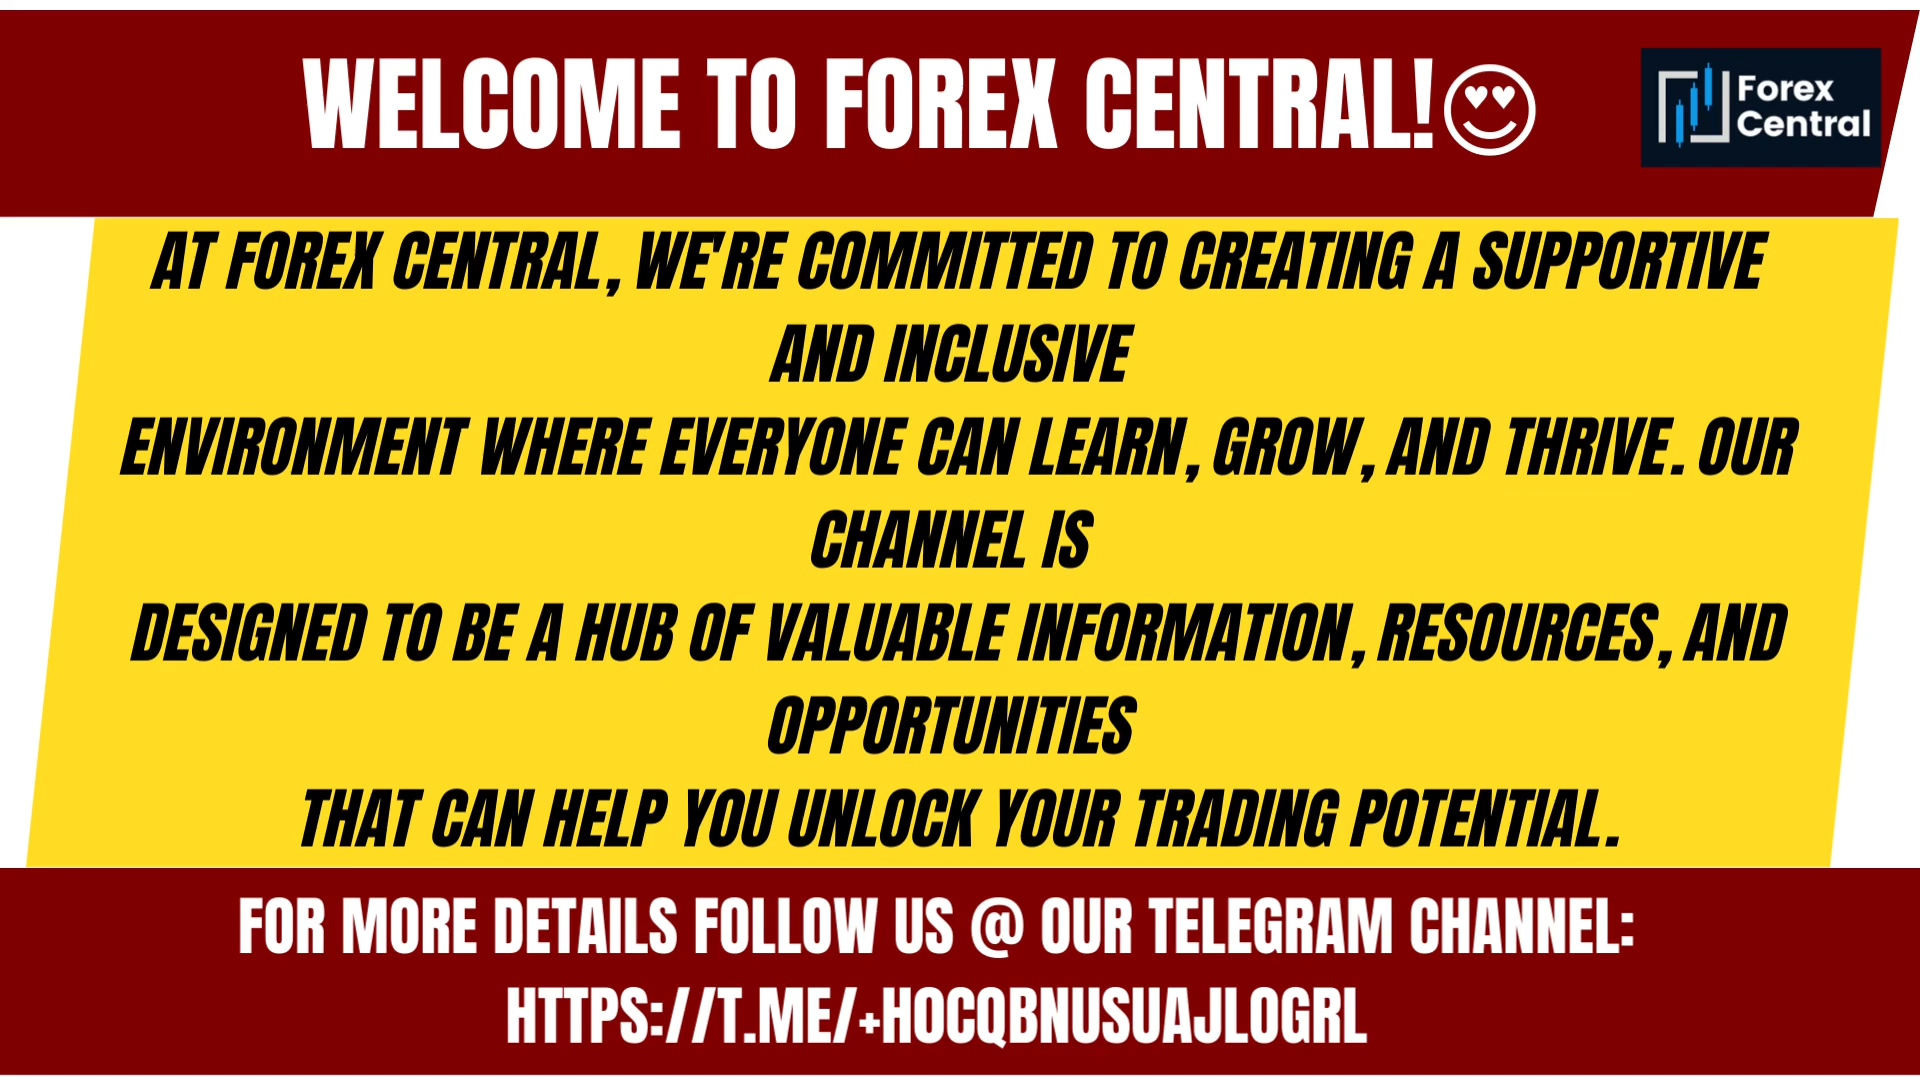 WELCOME TO FOREX CENTRAL!😍
Forex
Central
AT FOREX CENTRAL, WE'RE COMMITTED TO CREATING A SUPPORTIVE
AND INCLUSIVE
ENVIRONMENT WHERE EVERYONE CAN LEARN, GROW, AND THRIVE. OUR
CHANNEL IS
DESIGNED TO BE A HUB OF VALUABLE INFORMATION, RESOURCES, AND
OPPORTUNITIES
THAT CAN HELP YOU UNLOCK YOUR TRADING POTENTIAL.
FOR MORE DETAILS FOLLOW US @ OUR TELEGRAM CHANNEL:
HTTPS://T.ME/+HOCQBNUSUAJLOGRL